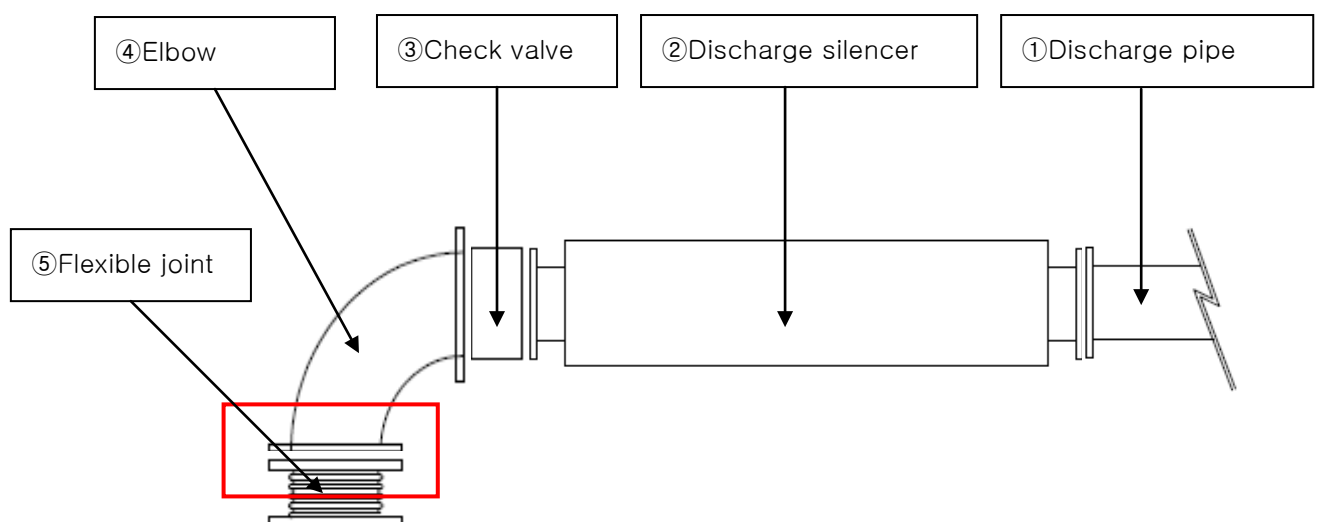 ④Elbow
③Check valve
②Discharge silencer
①Discharge pipe
⑤Flexible joint